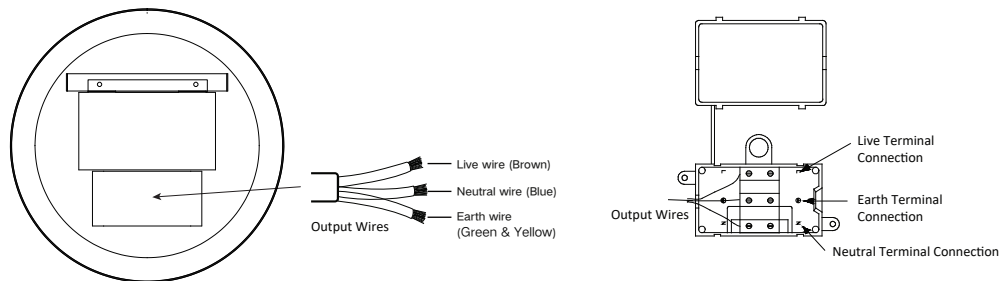 Live wire (Brown)
Neutral wire (Blue)
Earth wire
(Green & Yellow)
Output Wires
Live Terminal
Connection
Earth Terminal
Connection
Output Wires
Neutral Terminal Connection
L
L
N
N